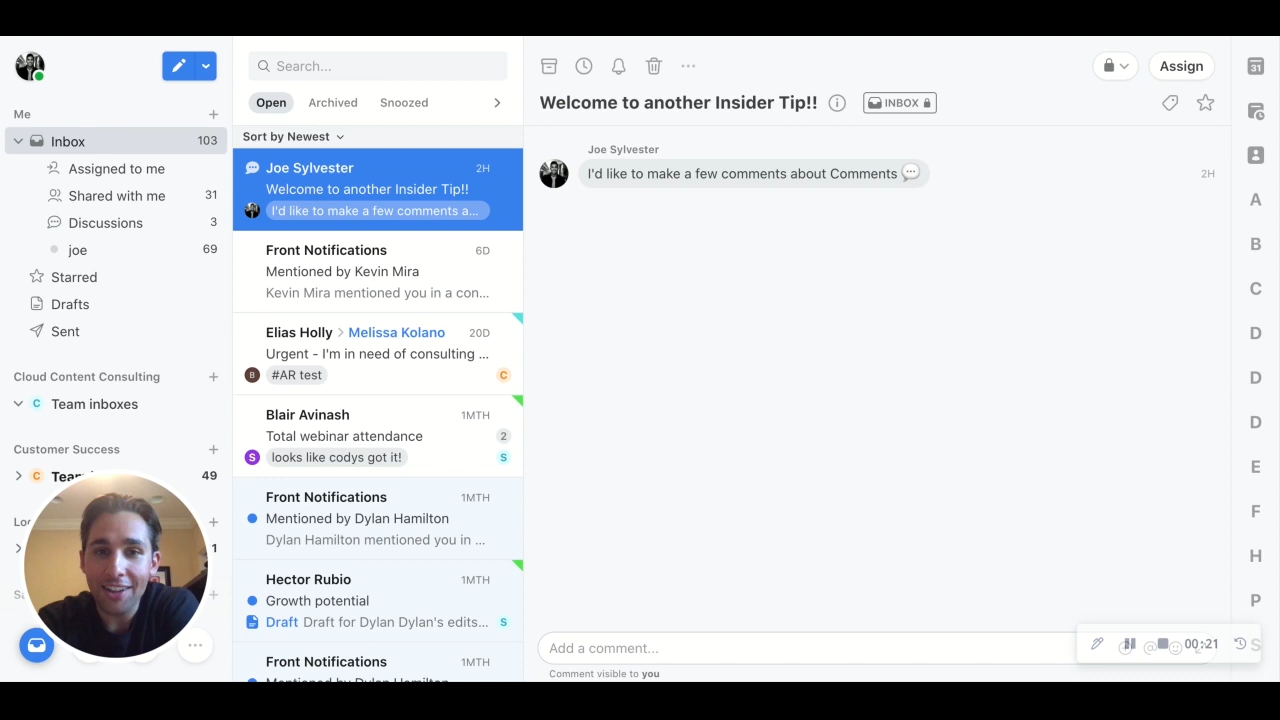 Me
Inbox 103
Assigned to me
Shared with me 31
Discussions 3
joe 69
Starred
Drafts
Sent
Cloud Content Consulting
C Team inboxes
Customer Success
C 49
1
Search...
Open Archived Snoozed
Sort by Newest
Joe Sylvester 2H
Welcome to another Insider Tip!!
I'd like to make a few comments a...
Front Notifications 6D
Mentioned by Kevin Mira
Kevin Mira mentioned you in a con...
Elias Holly > Melissa Kolano 20D
Urgent - I'm in need of consulting ...
B #AR test C
Blair Avinash 1MTH
Total webinar attendance 2
S looks like codys got it! S
Front Notifications 1MTH
Mentioned by Dylan Hamilton
Dylan Hamilton mentioned you in ...
Hector Rubio 1MTH
Growth potential
Draft Draft for Dylan Dylan's edits... S
Front Notifications 1MTH
Mentioned by Dylan Hamilton
Assign
Welcome to another Insider Tip!! INBOX
Joe Sylvester
I'd like to make a few comments about Comments 2H
Add a comment...
Comment visible to you
00:21
31
A
B
C
D
D
D
E
F
H
P
S